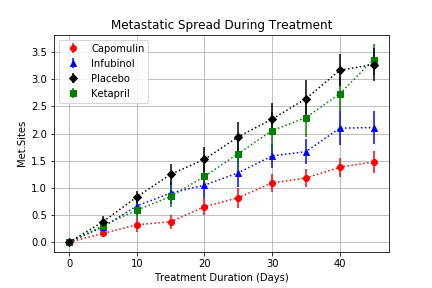 Metastatic Spread During Treatment
Capomulin
Infubinol
Placebo
Ketapril
3.5
3.0
2.5
2.0
1.5
1.0
0.5
0.0
Met Sites
0
10
20
30
40
Treatment Duration (Days)